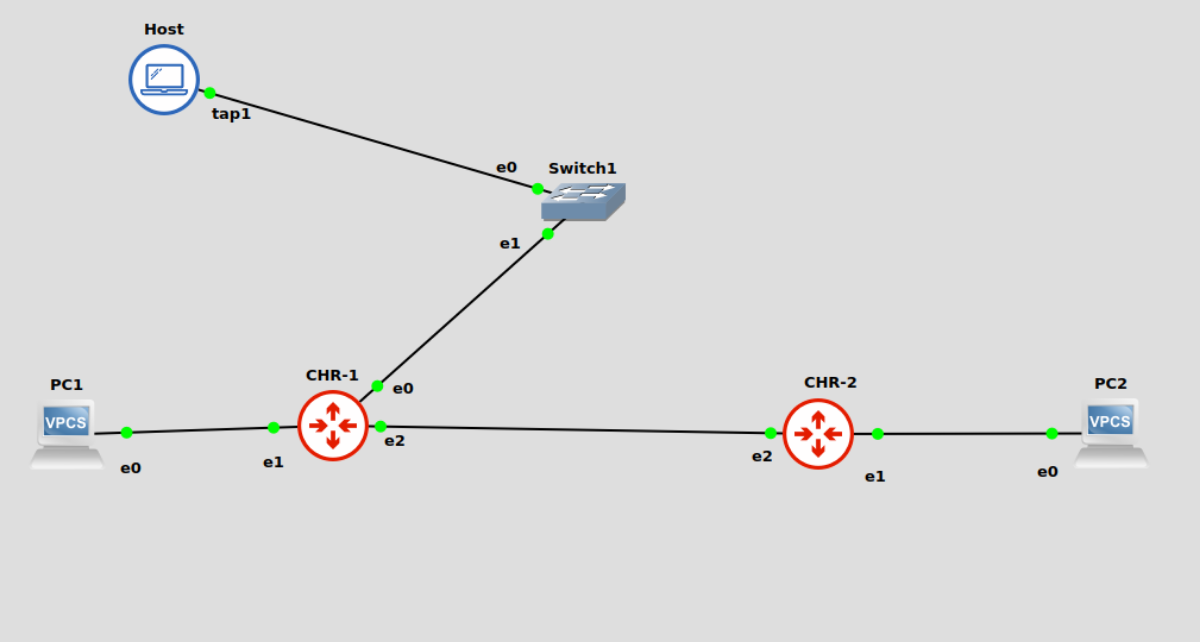 Host
tap1
e0
Switch1
e1
PC1
VPCS
e0
e1
CHR-1
e0
e2
CHR-2
e2
e1
PC2
VPCS
e0